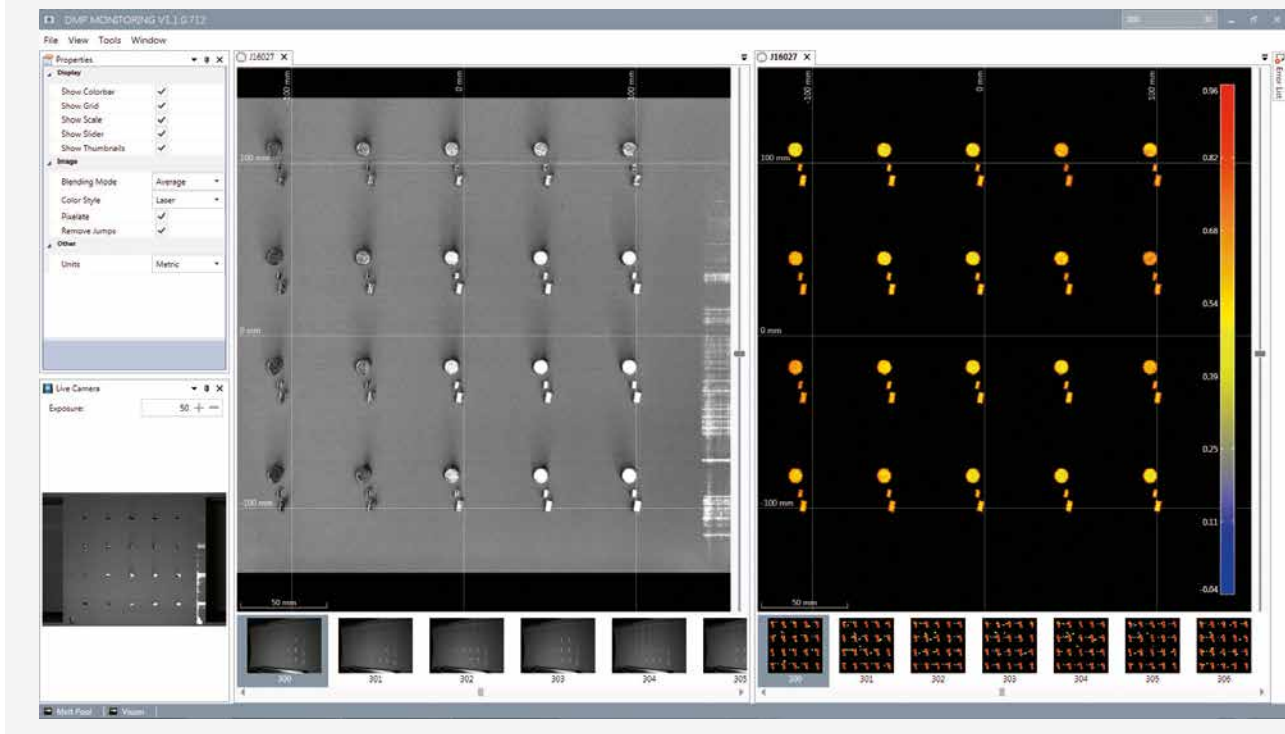 DMP MONITORING V1.1.0.712
File View Tools Window
Properties
Display
Show Colorbar
Show Grid
Show Scale
Show Slider
Show Thumbnails
Image
Blending Mode Average
Color Style Laser
Pixelate
Remove Jumps
Other
Units Metric
Live Camera
Exposure: 50
J16027
-100 mm 0 mm 100 mm
100 mm
0 mm
-100 mm
50 mm
300 301 302 303 304 305
J16027
-100 mm 0 mm 100 mm
100 mm
0 mm
-100 mm
50 mm
0.96
0.82
0.68
0.54
0.39
0.25
0.11
-0.04
300 301 302 303 304 305 306
Error List
Melt Pool Vision